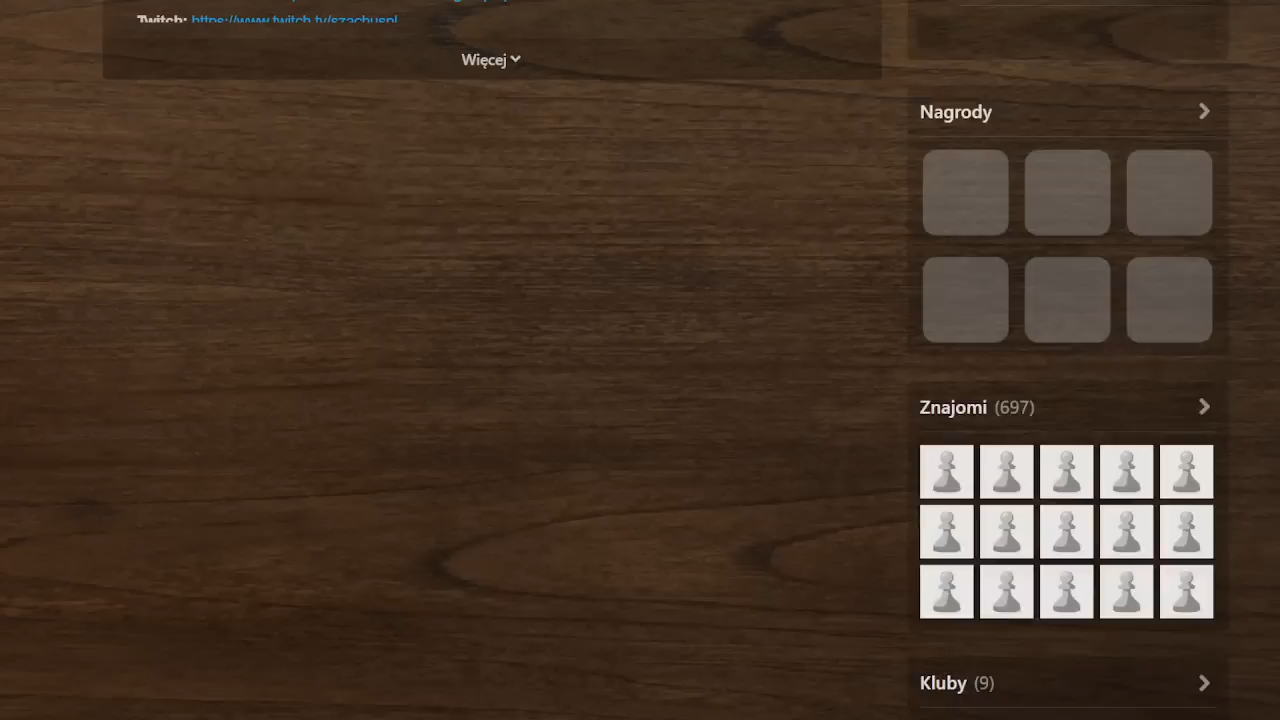 Twitch: https://www.twitch.tv/szachuspl
Więcej
Nagrody
Znajomi (697)
Kluby (9)